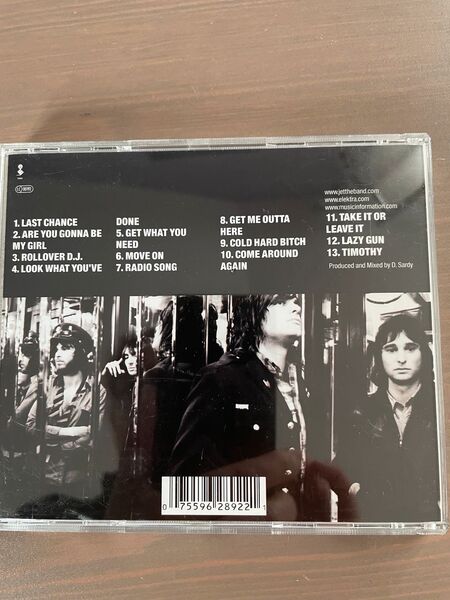 1. LAST CHANCE
2. ARE YOU GONNA BE
MY GIRL
3. ROLLOVER D.J.
4. LOOK WHAT YOU'VE
DONE
5. GET WHAT YOU
NEED
6. MOVE ON
7. RADIO SONG
8. GET ME OUTTA
HERE
9. COLD HARD BITCH
10. COME AROUND
AGAIN
www.jettheband.com
www.elektra.com
www.musicinformation.com
11. TAKE IT OR
LEAVE IT
12. LAZY GUN
13. TIMOTHY
Produced and Mixed by D. Sardy
0 75596 28922 1